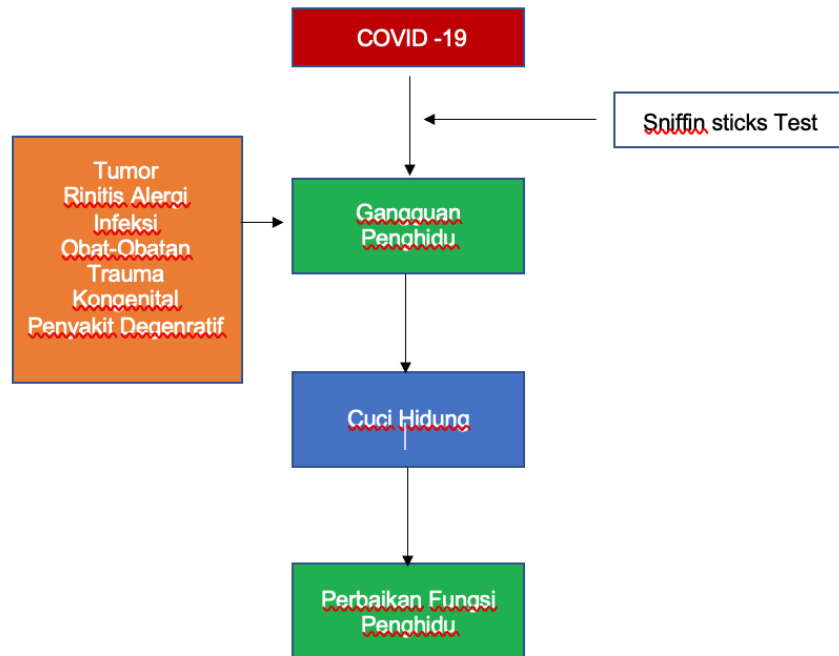 COVID -19
Sniffin sticks Test
Tumor
Rinitis Alergi
Infeksi
Obat-Obatan
Trauma
Kongenital
Penyakit Degenratif
Gangguan
Penghidu
Cuci Hidung
Perbaikan Fungsi
Penghidu